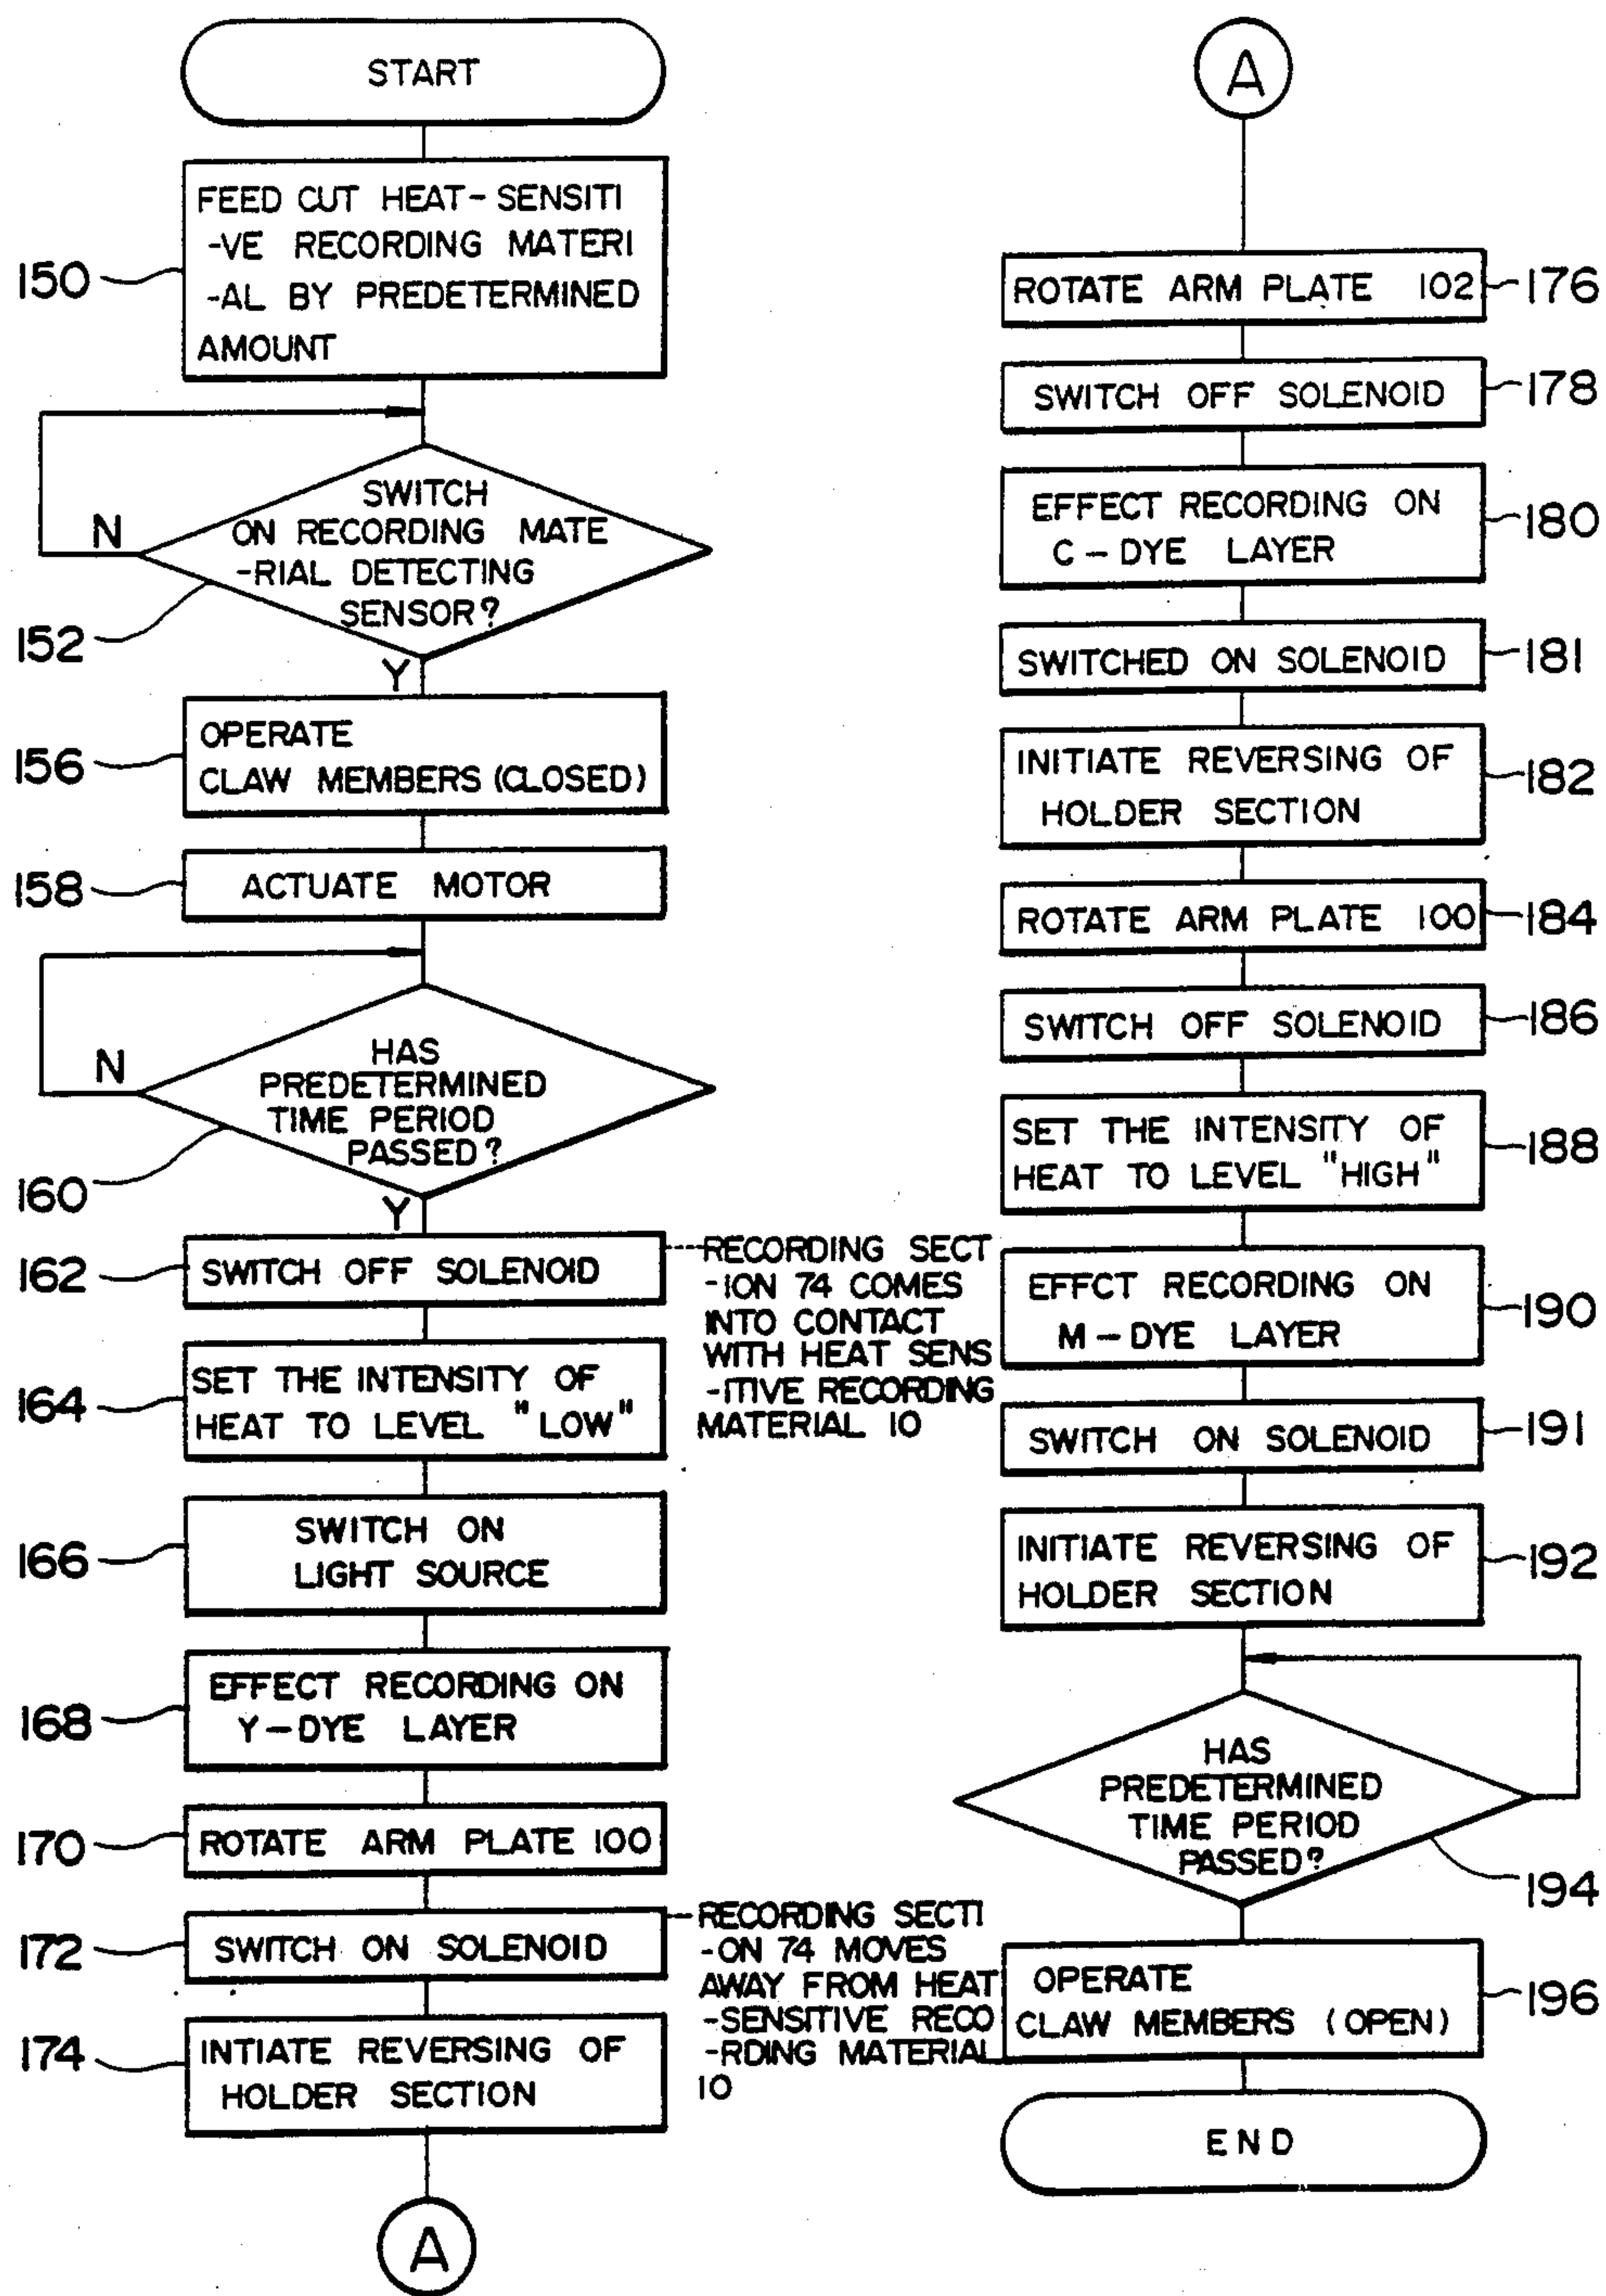 START
150
FEED CUT HEAT-SENSITI
-VE RECORDING MATERI
-AL BY PREDETERMINED
AMOUNT
N
SWITCH
ON RECORDING MATE
-RIAL DETECTING
SENSOR?
152
Y
156
OPERATE
CLAW MEMBERS (CLOSED)
158
ACTUATE MOTOR
N
HAS
PREDETERMINED
TIME PERIOD
PASSED?
160
Y
162
SWITCH OFF SOLENOID
RECORDING SECT
-ION 74 COMES
INTO CONTACT
WITH HEAT SENS
-ITIVE RECORDING
MATERIAL 10
164
SET THE INTENSITY OF
HEAT TO LEVEL "LOW"
166
SWITCH ON
LIGHT SOURCE
168
EFFECT RECORDING ON
Y-DYE LAYER
170
ROTATE ARM PLATE 100
172
SWITCH ON SOLENOID
RECORDING SECTI
-ON 74 MOVES
AWAY FROM HEAT
-SENSITIVE RECO
-RDING MATERIAL
10
174
INTIATE REVERSING OF
HOLDER SECTION
A
A
ROTATE ARM PLATE 102
176
SWITCH OFF SOLENOID
178
EFFECT RECORDING ON
C-DYE LAYER
180
SWITCHED ON SOLENOID
181
INITIATE REVERSING OF
HOLDER SECTION
182
ROTATE ARM PLATE 100
184
SWITCH OFF SOLENOID
186
SET THE INTENSITY OF
HEAT TO LEVEL "HIGH"
188
EFFCT RECORDING ON
M-DYE LAYER
190
SWITCH ON SOLENOID
191
INITIATE REVERSING OF
HOLDER SECTION
192
HAS
PREDETERMINED
TIME PERIOD
PASSED?
194
OPERATE
CLAW MEMBERS (OPEN)
196
END